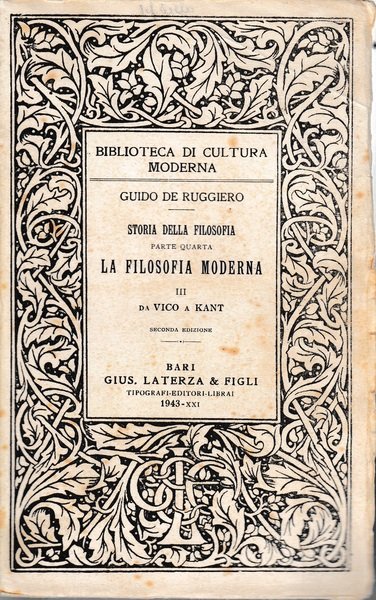 BIBLIOTECA DI CULTURA
MODERNA
GUIDO DE RUGGIERO
STORIA DELLA FILOSOFIA
PARTE QUARTA
LA FILOSOFIA MODERNA
III
DA VICO A KANT
SECONDA EDIZIONE
BARI
GIUS. LATERZA & FIGLI
TIPOGRAFI-EDITORI-LIBRAI
1943-XXI